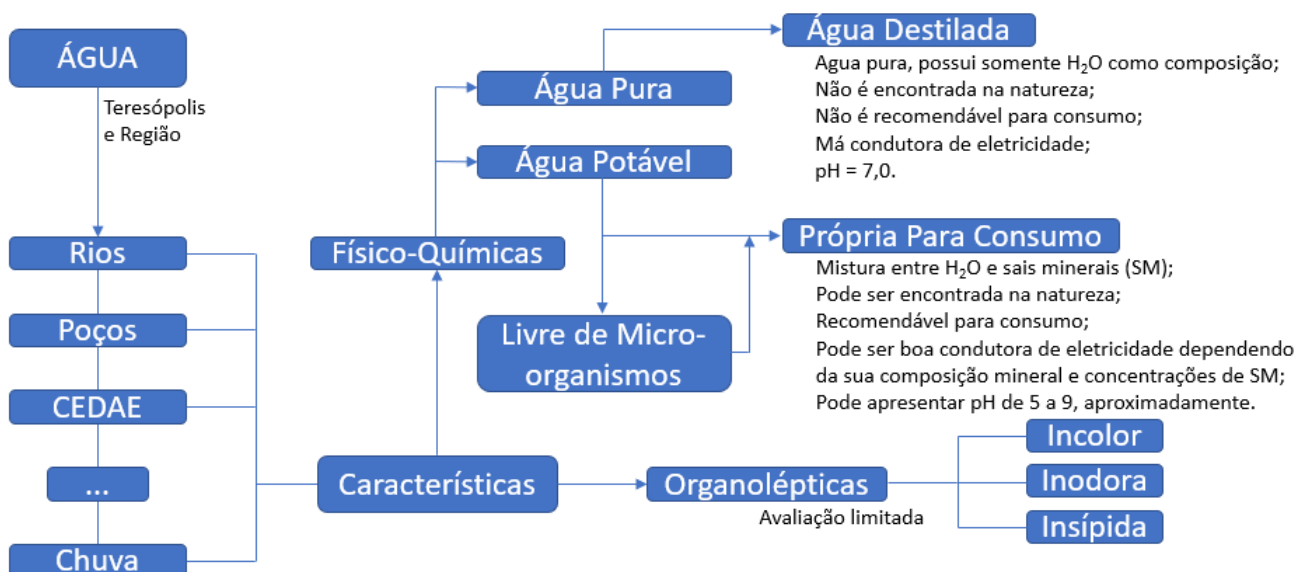 ÁGUA
Teresópolis
e Região
Rios
Poços
CEDAE
...
Chuva
Características
Físico-Químicas
Água Pura
Água Destilada
Agua pura, possui somente H₂O como composição;
Não é encontrada na natureza;
Não é recomendável para consumo;
Má condutora de eletricidade;
pH = 7,0.
Água Potável
Livre de Micro-
organismos
Própria Para Consumo
Mistura entre H₂O e sais minerais (SM);
Pode ser encontrada na natureza;
Recomendável para consumo;
Pode ser boa condutora de eletricidade dependendo
da sua composição mineral e concentrações de SM;
Pode apresentar pH de 5 a 9, aproximadamente.
Organolépticas
Avaliação limitada
Incolor
Inodora
Insípida